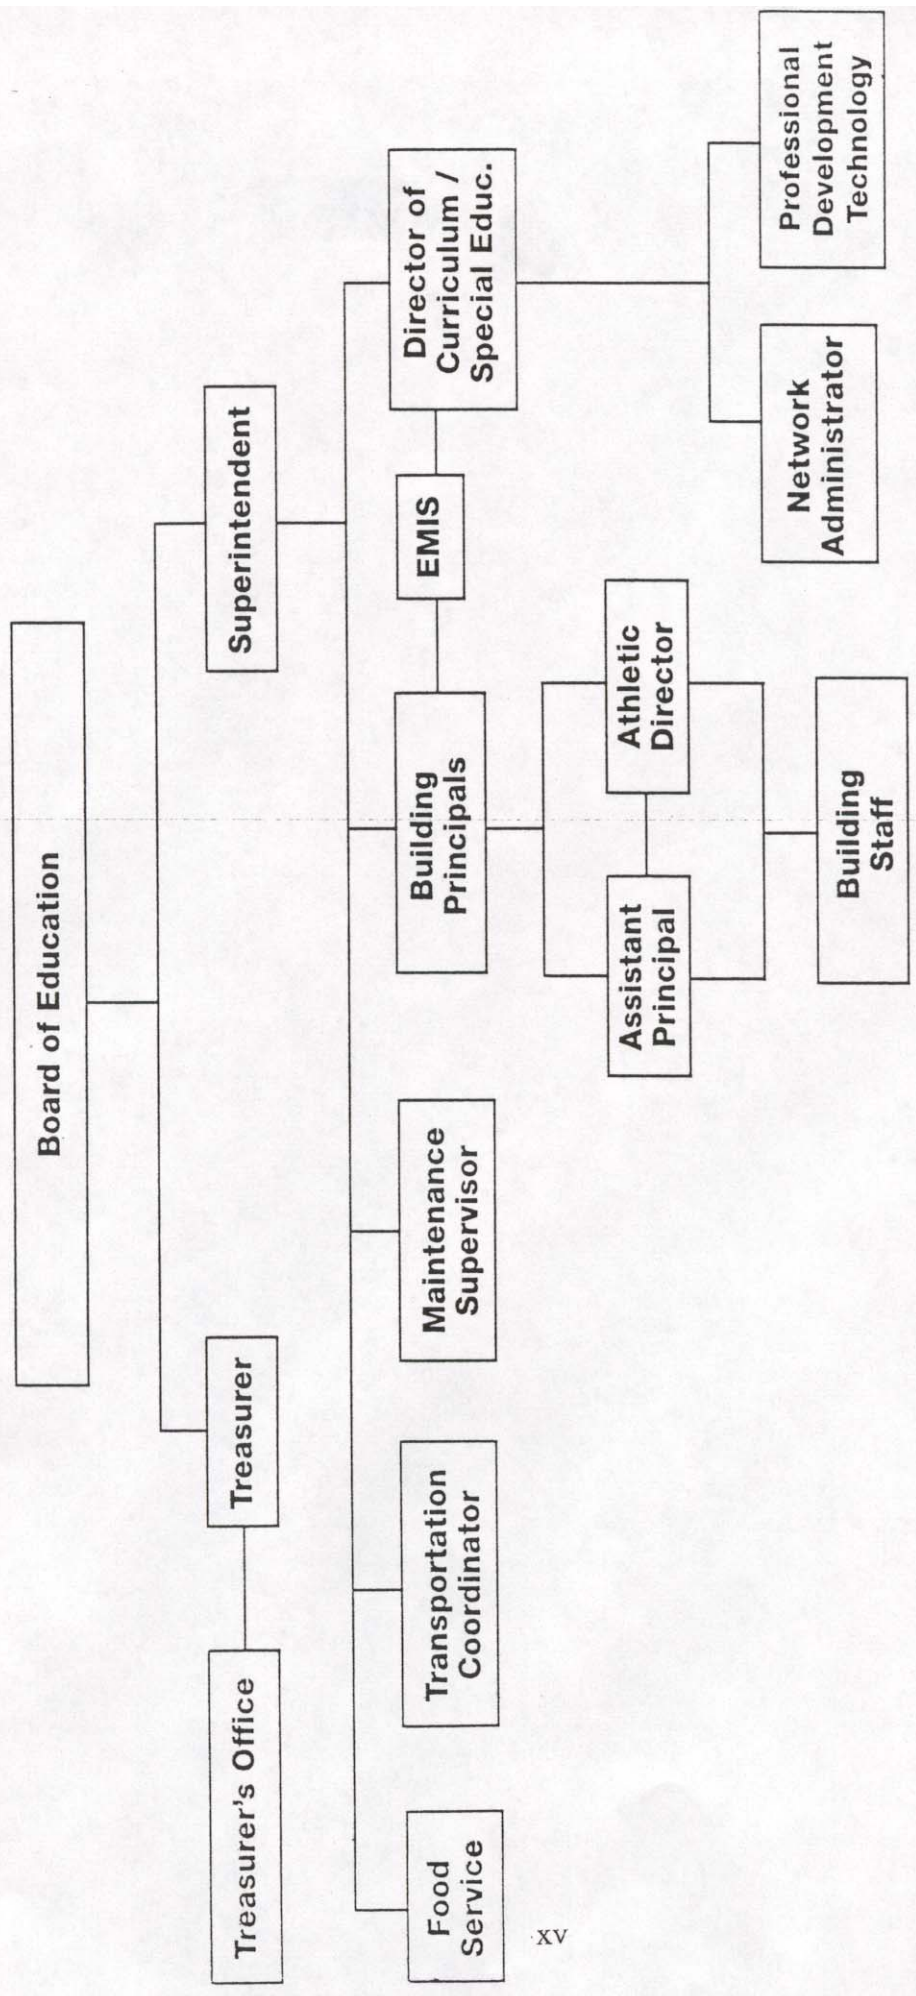 Board of Education
Treasurer's Office
Treasurer
Superintendent
Food
Service
Transportation
Coordinator
Maintenance
Supervisor
Building
Principals
EMIS
Director of
Curriculum /
Special Educ.
Assistant
Principal
Athletic
Director
Building
Staff
Network
Administrator
Professional
Development
Technology
xv